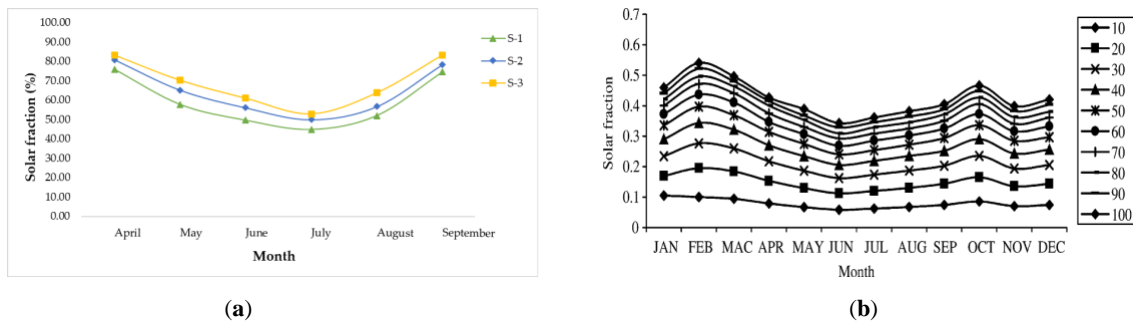 100.00
90.00
80.00
70.00
60.00
50.00
40.00
30.00
20.00
10.00
0.00
Solar fraction (%)
April May June July August September
Month
S-1
S-2
S-3
(a)
0.7
0.6
0.5
0.4
0.3
0.2
0.1
0
Solar fraction
JAN FEB MAC APR MAY JUN JUL AUG SEP OCT NOV DEC
Month
10
20
30
40
50
60
70
80
90
100
(b)